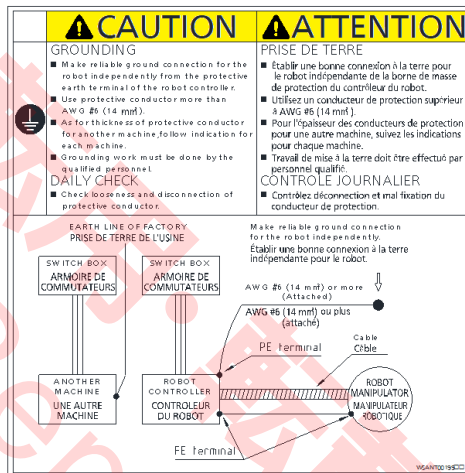 CAUTION
GROUNDING
■ Make reliable ground connection for the
robot independently from the protective
earth terminal of the robot controller.
■ Use protective conductor more than
AWG #6 (14 mm²).
■ As for thickness of protective conductor
for another machine, follow indication for
each machine.
■ Grounding work must be done by the
qualified personnel.
DAILY CHECK
■ Check looseness and disconnection of
protective conductor.
ATTENTION
PRISE DE TERRE
■ Établir une bonne connexion à la terre pour
le robot indépendante de la borne de masse
de protection du contrôleur du robot.
■ Utilisez un conducteur de protection supérieur
à AWG #6 (14 mm²).
■ Pour l'épaisseur des conducteurs de protection
pour une autre machine, suivez les indications
pour chaque machine.
■ Travail de mise à la terre doit être effectué par
personnel qualifié.
CONTROLE JOURNALIER
■ Contrôlez déconnection et mal fixation du
conducteur de protection.
EARTH LINE OF FACTORY
PRISE DE TERRE DE L'USINE
Make reliable ground connection
for the robot independently.
Établir une bonne connexion à la terre
indépendante pour le robot.
SWITCH BOX
ARMOIRE DE
COMMUTATEURS
SWITCH BOX
ARMOIRE DE
COMMUTATEURS
AWG #6 (14 mm²) or more
(Attached)
AWG #6 (14 mm²) ou plus
(attaché)
PE terminal
Cable
Câble
ANOTHER
MACHINE
UNE AUTRE
MACHINE
ROBOT
CONTROLLER
CONTROLEUR
DU ROBOT
ROBOT
MANIPULATOR
MANIPULATEUR
ROBOTIQUE
FE terminal